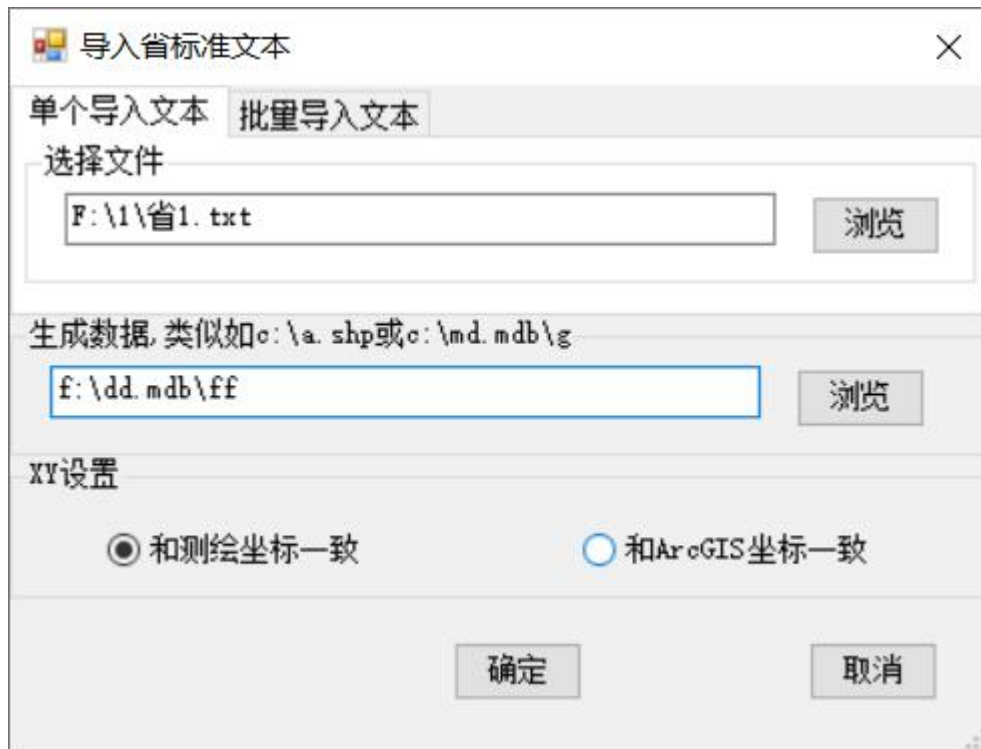 导入省标准文本
单个导入文本 批量导入文本
选择文件
F:\1\省1.txt 浏览
生成数据,类似如c:\a.shp或c:\md.mdb\g
f:\dd.mdb\ff 浏览
XY设置
和测绘坐标一致 和ArcGIS坐标一致
确定 取消